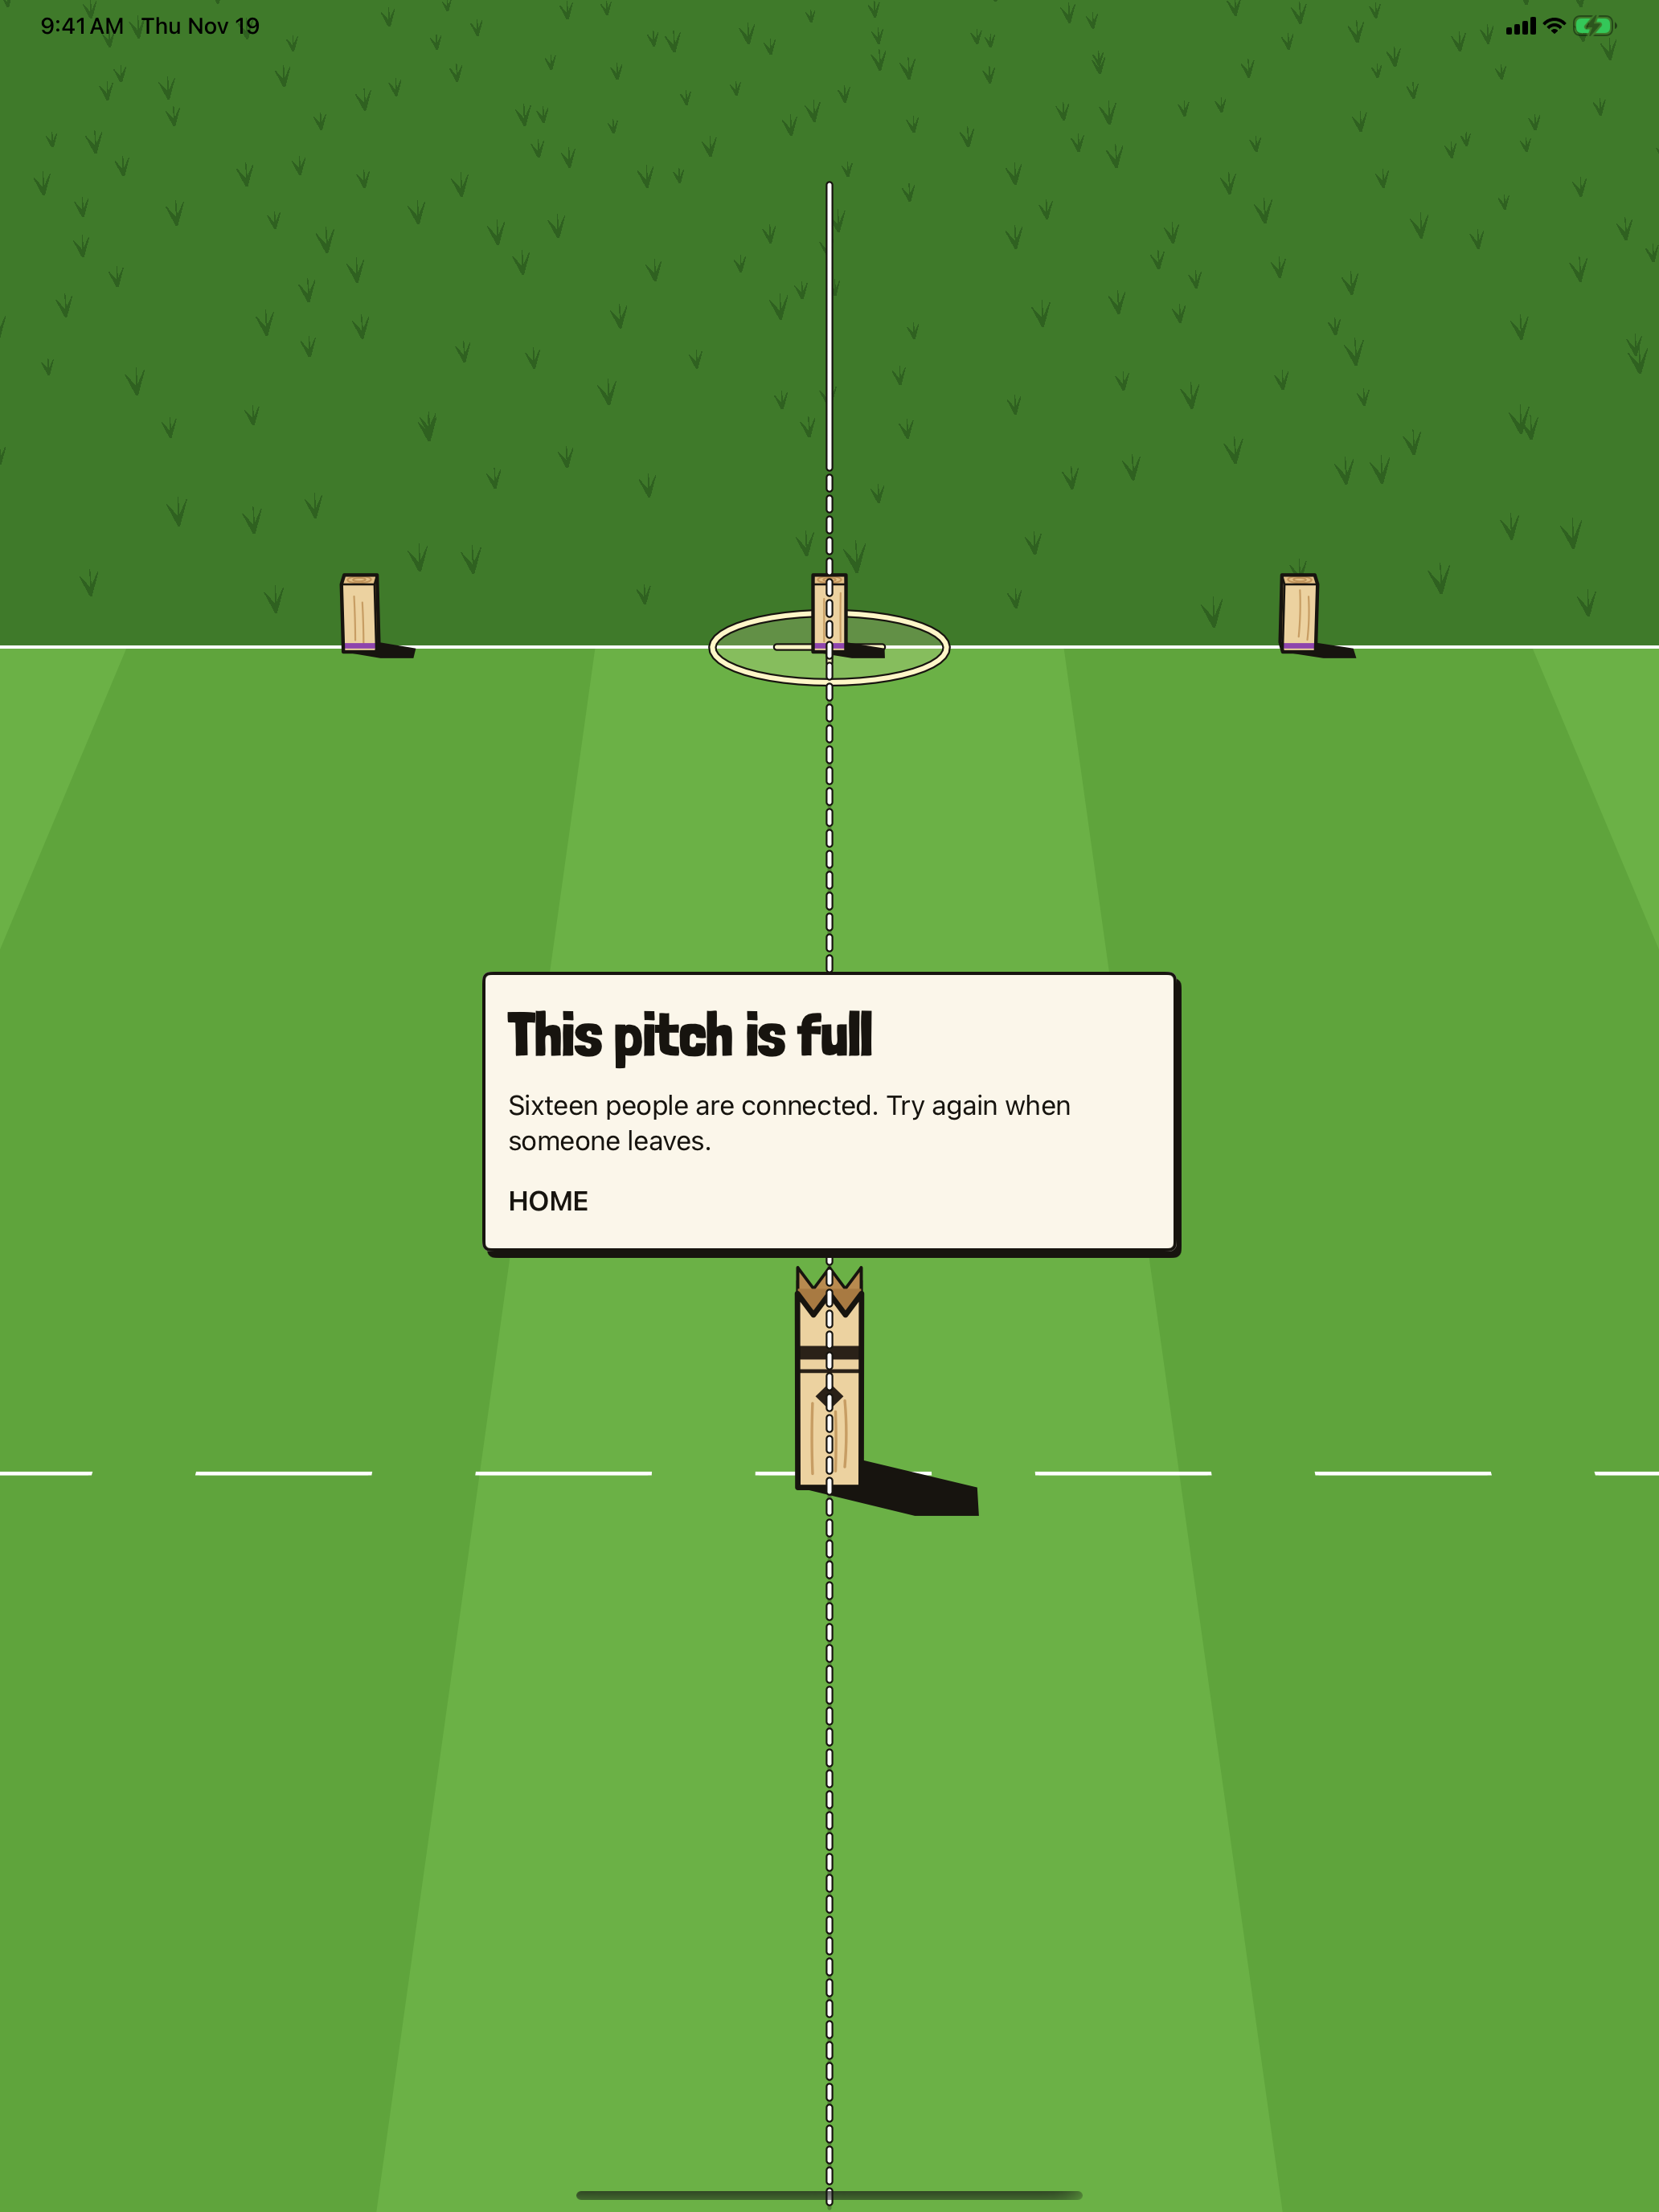 9:41 AM Thu Nov 19
This pitch is full
Sixteen people are connected. Try again when
someone leaves.
HOME